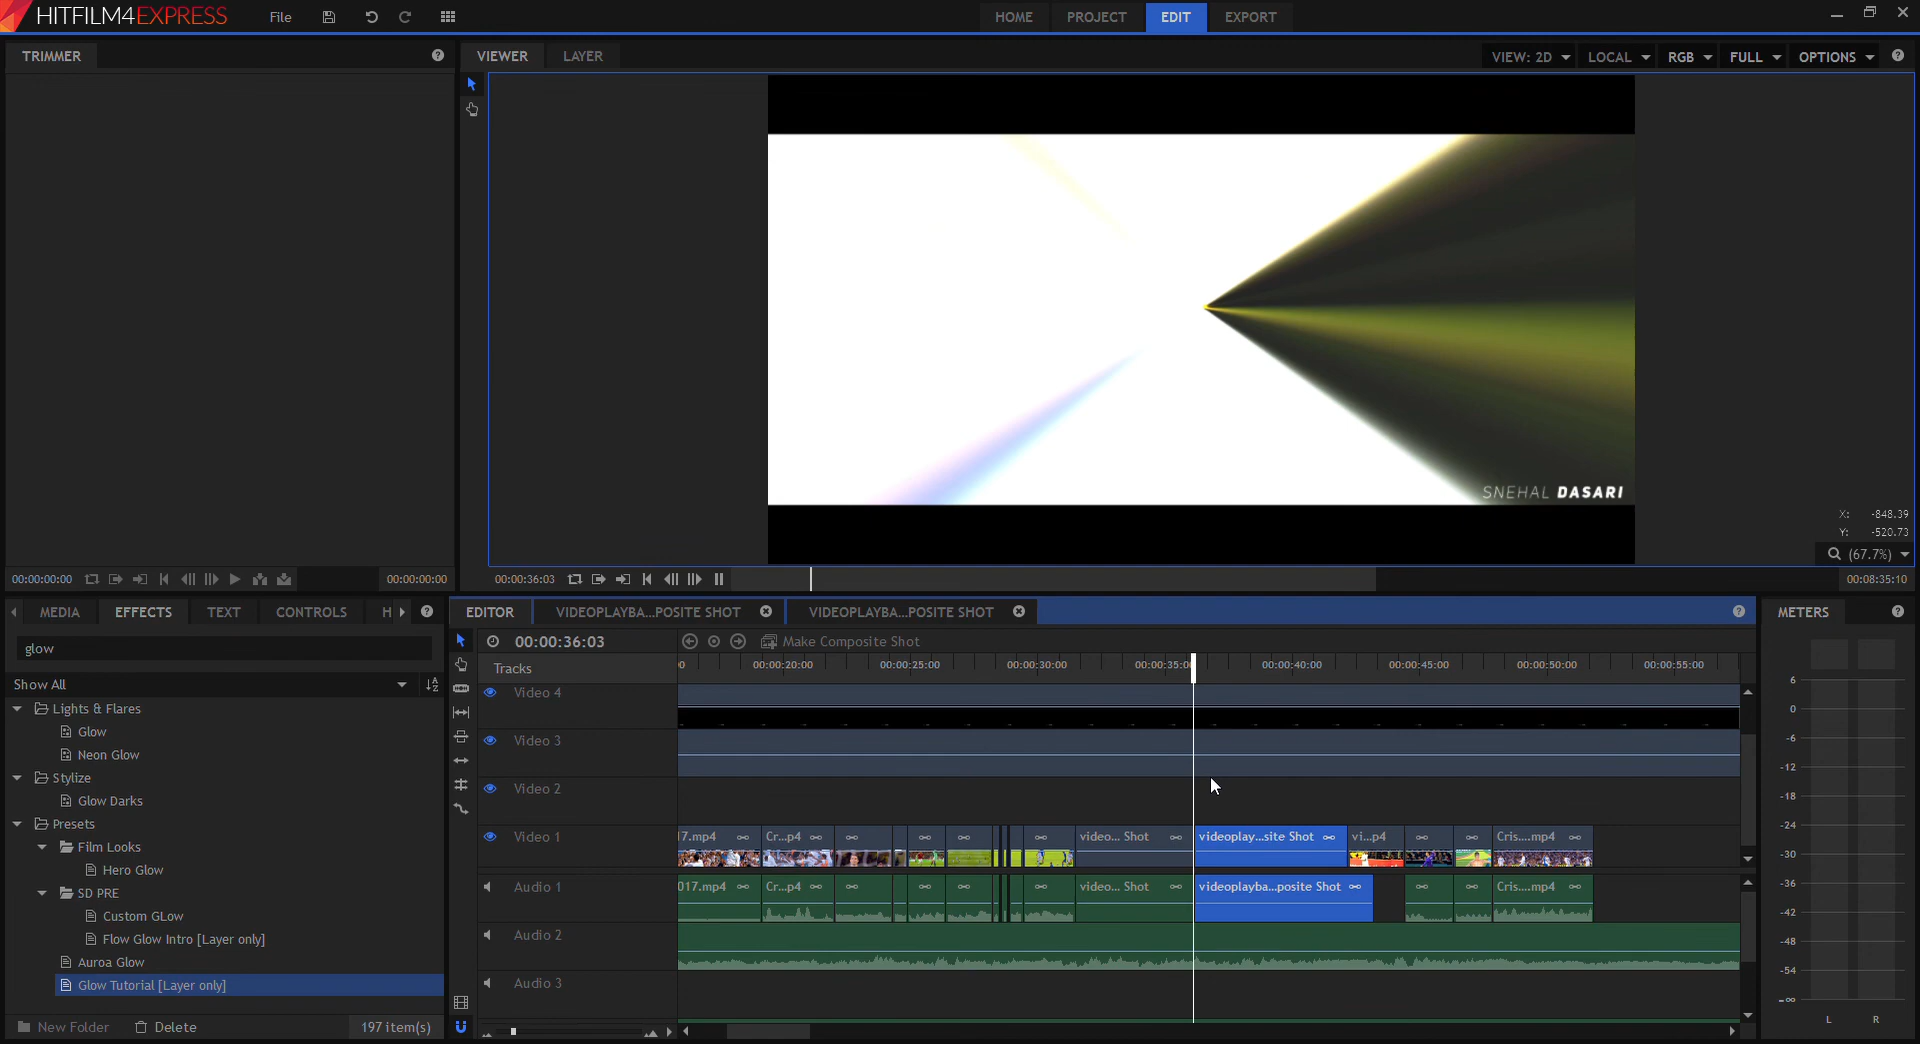 HITFILM4EXPRESS File HOME PROJECT EDIT EXPORT
TRIMMER VIEWER LAYER VIEW: 2D LOCAL RGB FULL OPTIONS
SNEHAL DASARI
X: -848.39
Y: -520.73
(67.7%)
00:00:00:00 00:00:00:00 00:00:36:03 00:08:35:10
MEDIA EFFECTS TEXT CONTROLS H
glow
Show All
Lights & Flares
Glow
Neon Glow
Stylize
Glow Darks
Presets
Film Looks
Hero Glow
SD PRE
Custom GLow
Flow Glow Intro [Layer only]
Auroa Glow
Glow Tutorial [Layer only]
New Folder Delete 197 item(s)
EDITOR VIDEOPLAYBA...POSITE SHOT VIDEOPLAYBA...POSITE SHOT
00:00:36:03 Make Composite Shot
Tracks 00:00:20:00 00:00:25:00 00:00:30:00 00:00:35:00 00:00:40:00 00:00:45:00 00:00:50:00 00:00:55:00
Video 4
Video 3
Video 2
Video 1 17.mp4 Cr...p4 video... Shot videoplay...site Shot vi...p4 Cris....mp4
Audio 1 017.mp4 Cr...p4 video... Shot videoplayba...posite Shot Cris....mp4
Audio 2
Audio 3
METERS
6
0
-6
-12
-18
-24
-30
-36
-42
-48
-54
-∞
L R